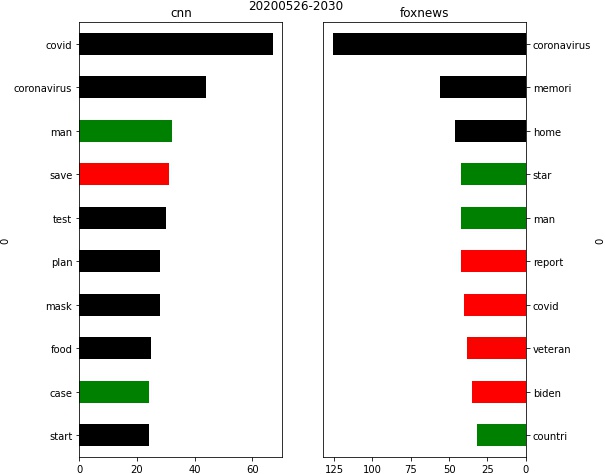 20200526-2030
cnn
foxnews
covid
coronavirus
man
save
test
plan
mask
food
case
start
0
0 20 40 60
coronavirus
memori
home
star
man
report
covid
veteran
biden
countri
0
125 100 75 50 25 0